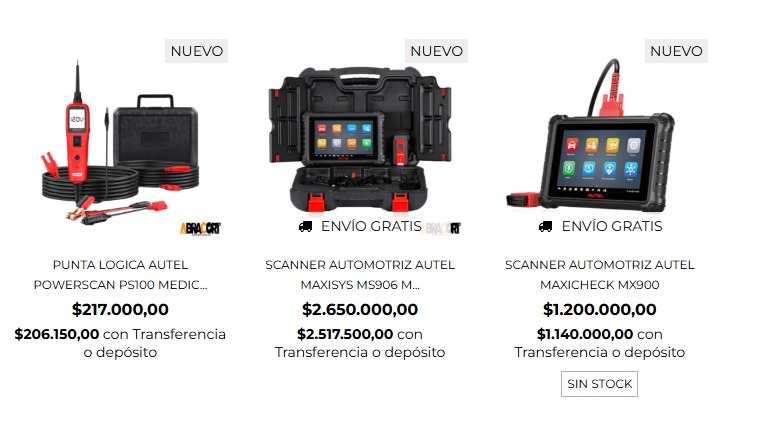 NUEVO
120V
ABRACOR
PUNTA LOGICA AUTEL
POWERSCAN PS100 MEDIC...
$217.000,00
$206.150,00 con Transferencia
o depósito
NUEVO
ENVÍO GRATIS
SCANNER AUTOMOTRIZ AUTEL
MAXISYS MS906 M...
$2.650.000,00
$2.517.500,00 con
Transferencia o depósito
NUEVO
AUTEL
ENVÍO GRATIS
SCANNER AUTOMOTRIZ AUTEL
MAXICHECK MX900
$1.200.000,00
$1.140.000,00 con
Transferencia o depósito
SIN STOCK